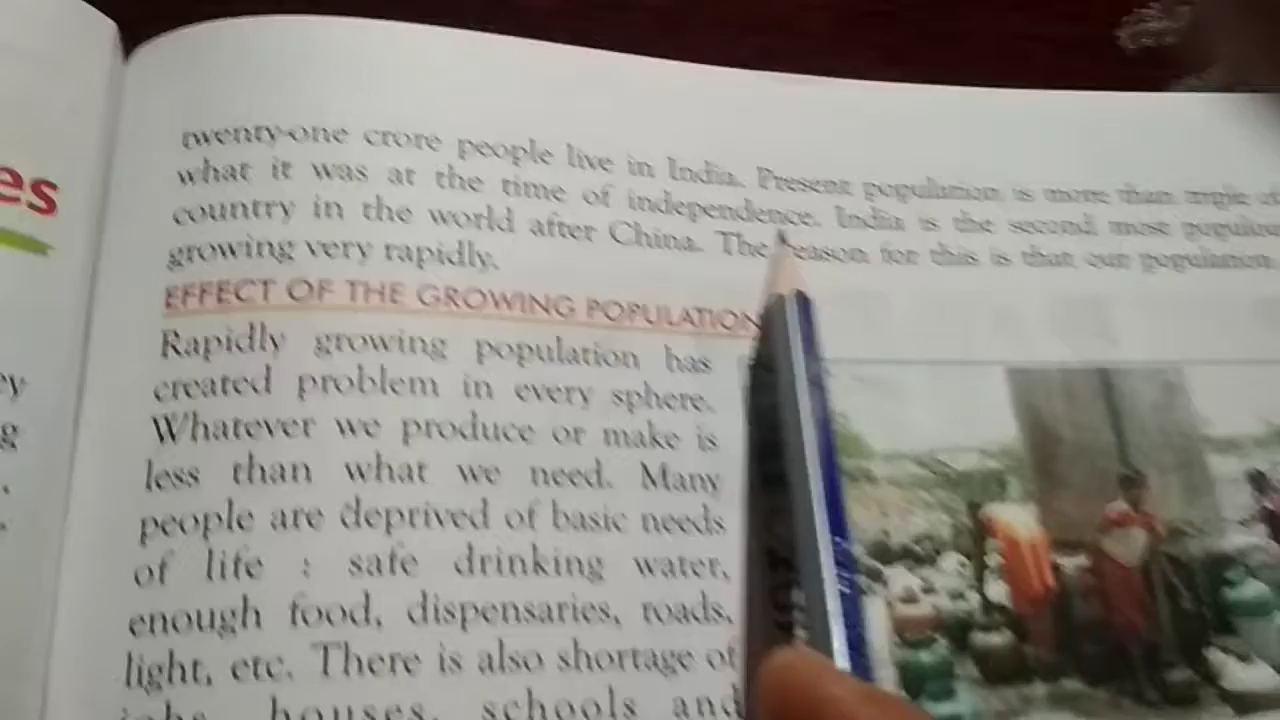 twenty-one crore people live in India. Present population is more than
what it was at the time of independence. India is the second most
country in the world after China. The reason for this is that our population
growing very rapidly.
EFFECT OF THE GROWING POPULATION
Rapidly growing population has
created problem in every sphere.
Whatever we produce or make is
less than what we need. Many
people are deprived of basic needs
of life : safe drinking water,
enough food, dispensaries, roads,
light, etc. There is also shortage of
houses, schools and
es
ey
g